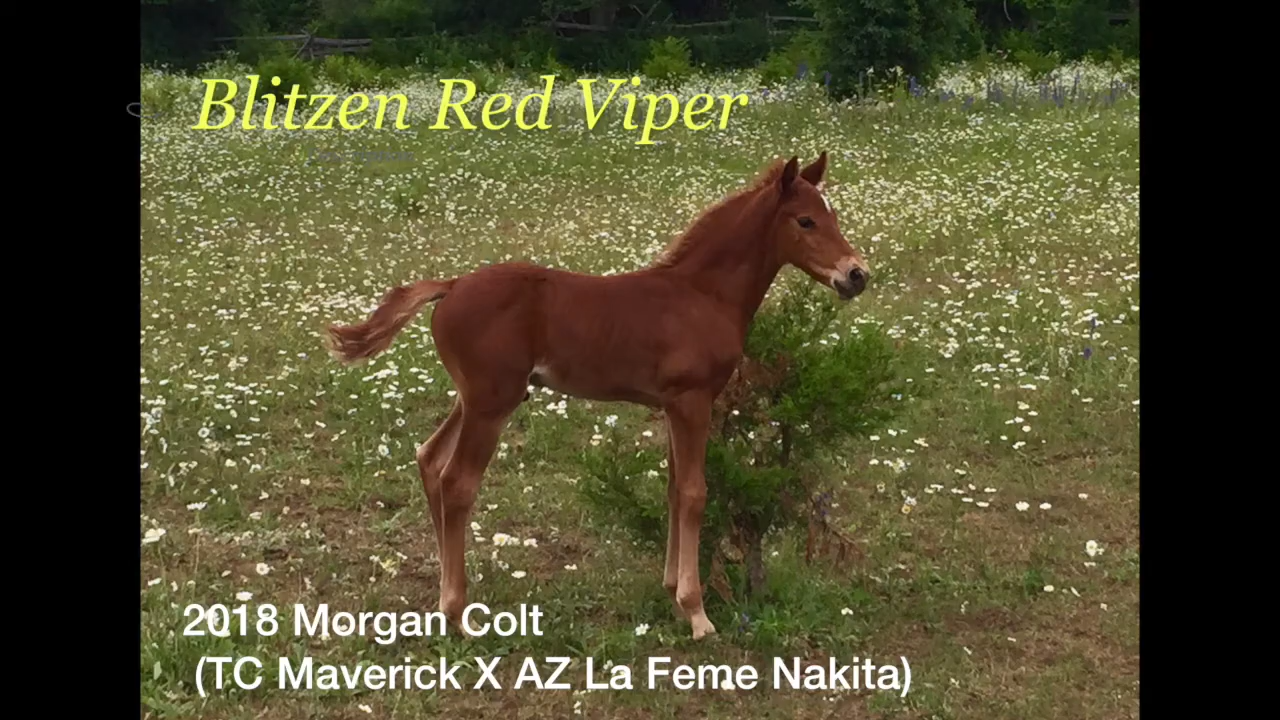 Blitzen Red Viper
2018 Morgan Colt
(TC Maverick X AZ La Feme Nakita)